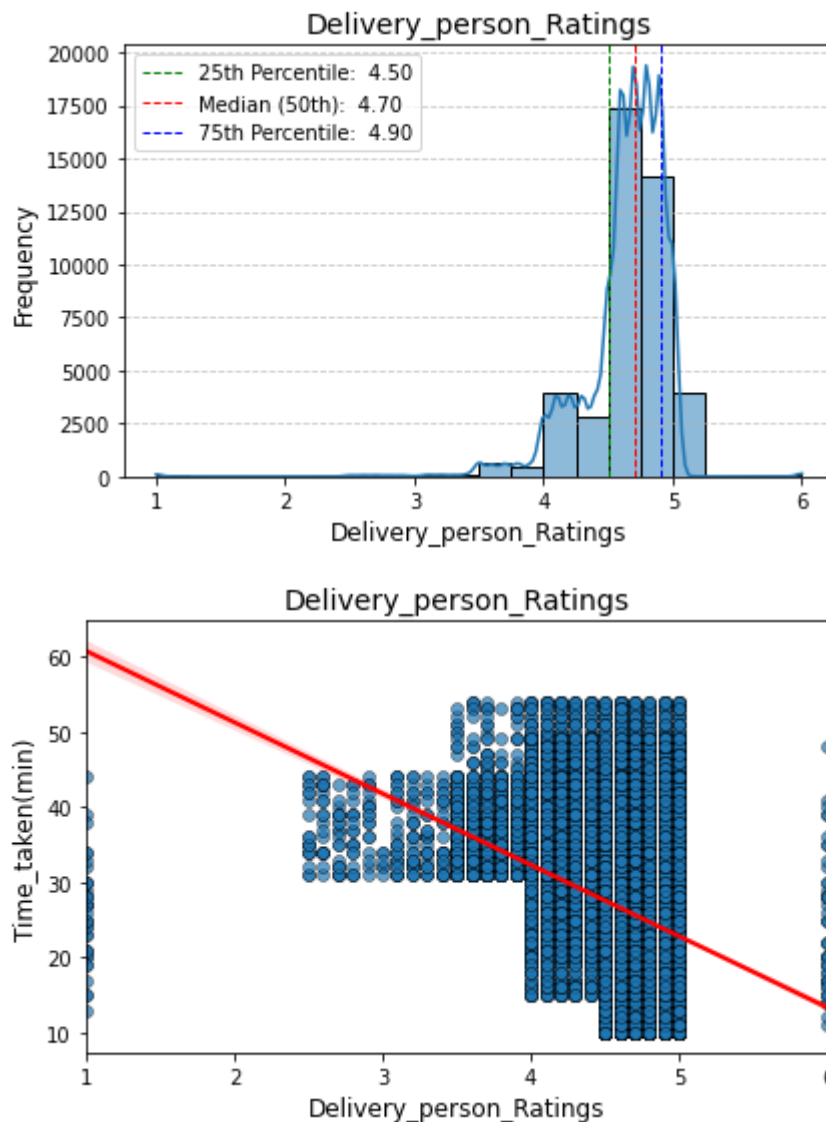 Delivery_person_Ratings
20000
17500
15000
12500
10000
7500
5000
2500
0
Frequency
25th Percentile: 4.50
Median (50th): 4.70
75th Percentile: 4.90
1 2 3 4 5 6
Delivery_person_Ratings
Delivery_person_Ratings
60
50
40
30
20
10
Time_taken(min)
1 2 3 4 5
Delivery_person_Ratings